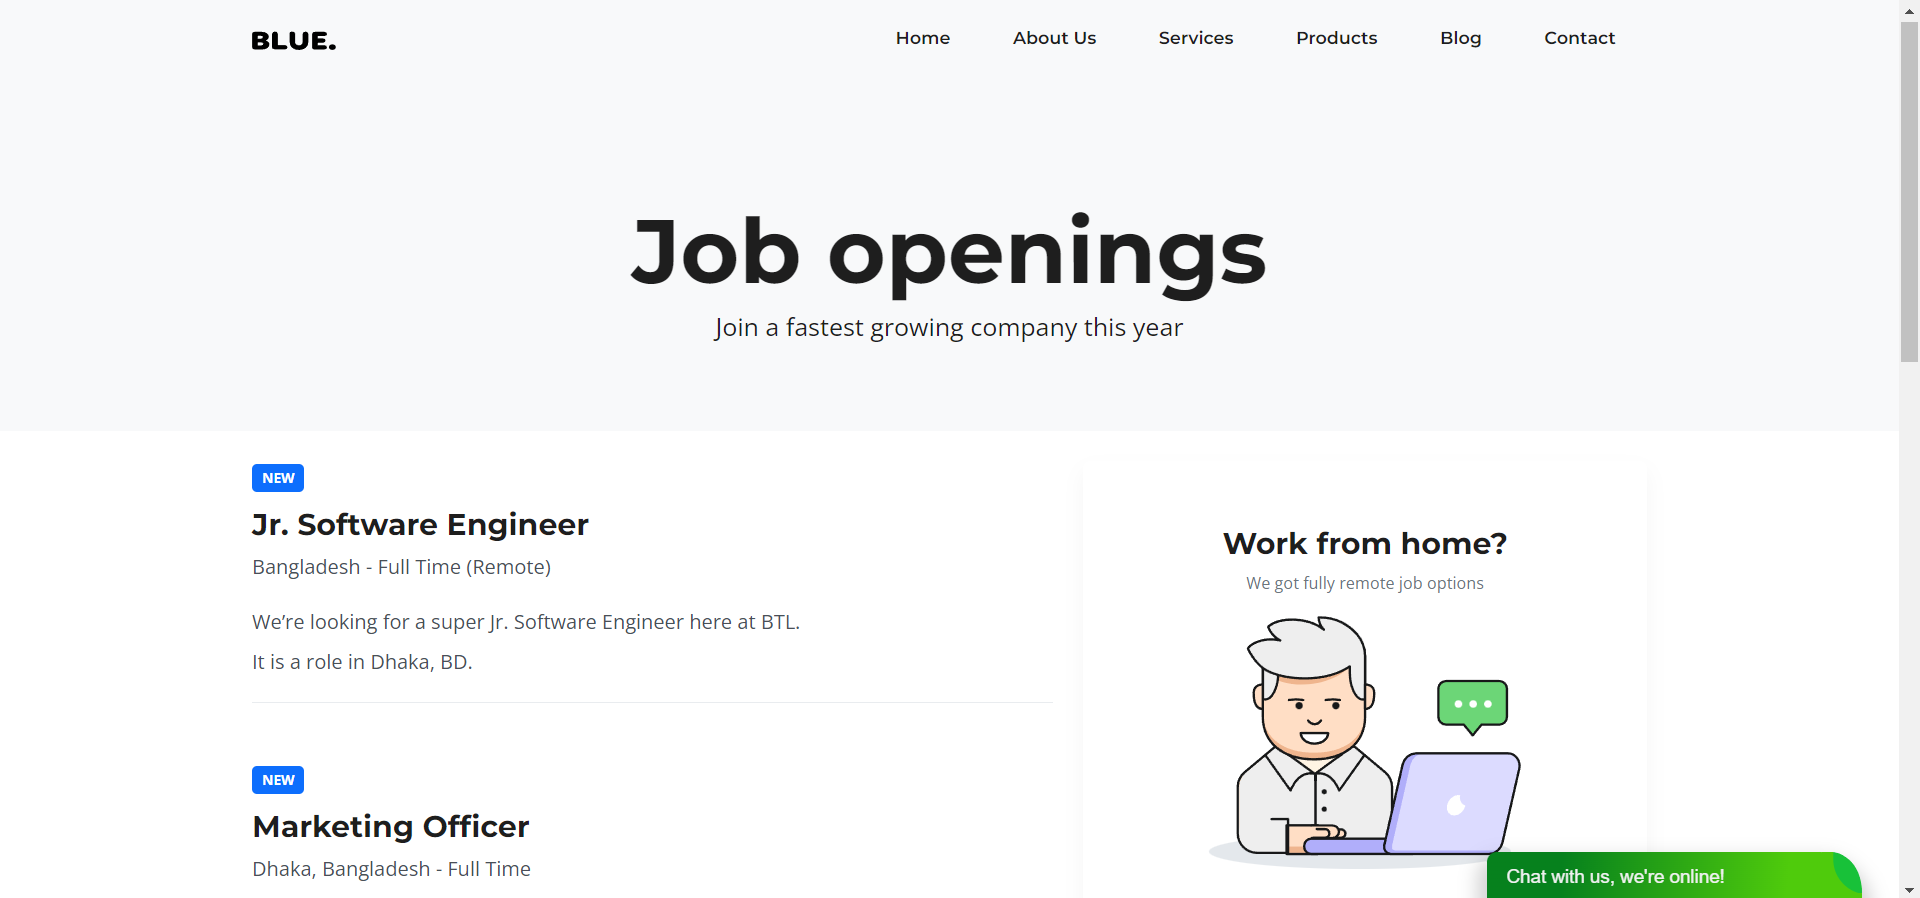 BLUE.
Home About Us Services Products Blog Contact
Job openings
Join a fastest growing company this year
NEW
Jr. Software Engineer
Bangladesh - Full Time (Remote)
We’re looking for a super Jr. Software Engineer here at BTL.
It is a role in Dhaka, BD.
NEW
Marketing Officer
Dhaka, Bangladesh - Full Time
Work from home?
We got fully remote job options
Chat with us, we're online!